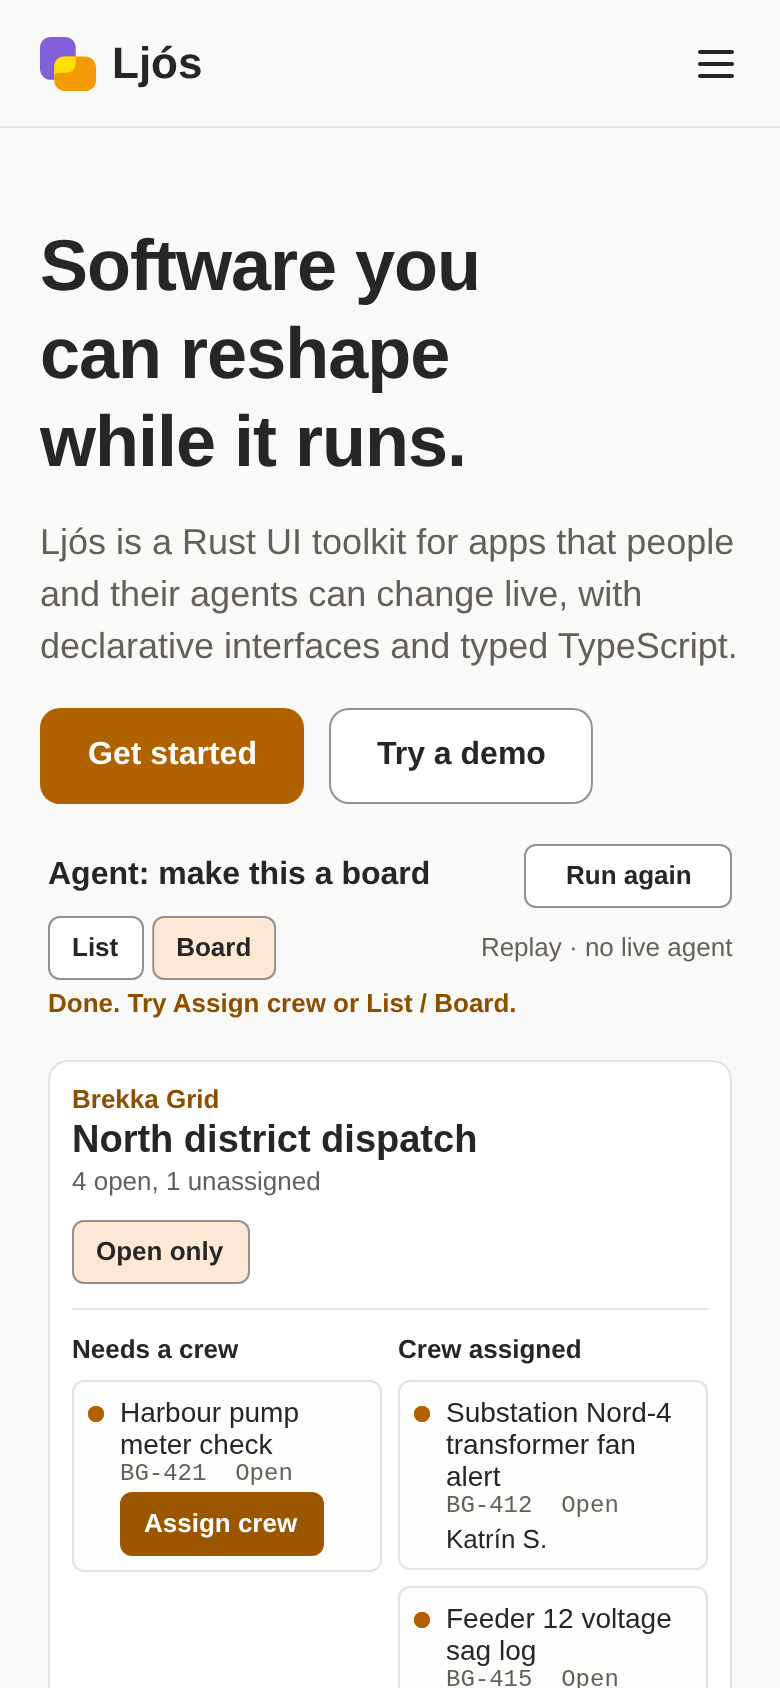 Ljós
Software you
can reshape
while it runs.
Ljós is a Rust UI toolkit for apps that people
and their agents can change live, with
declarative interfaces and typed TypeScript.
Get started
Try a demo
Agent: make this a board
Run again
List
Board
Replay · no live agent
Done. Try Assign crew or List / Board.
Brekka Grid
North district dispatch
4 open, 1 unassigned
Open only
Needs a crew
Harbour pump
meter check
BG-421 Open
Assign crew
Crew assigned
Substation Nord-4
transformer fan
alert
BG-412 Open
Katrín S.
Feeder 12 voltage
sag log
BG-415 Open